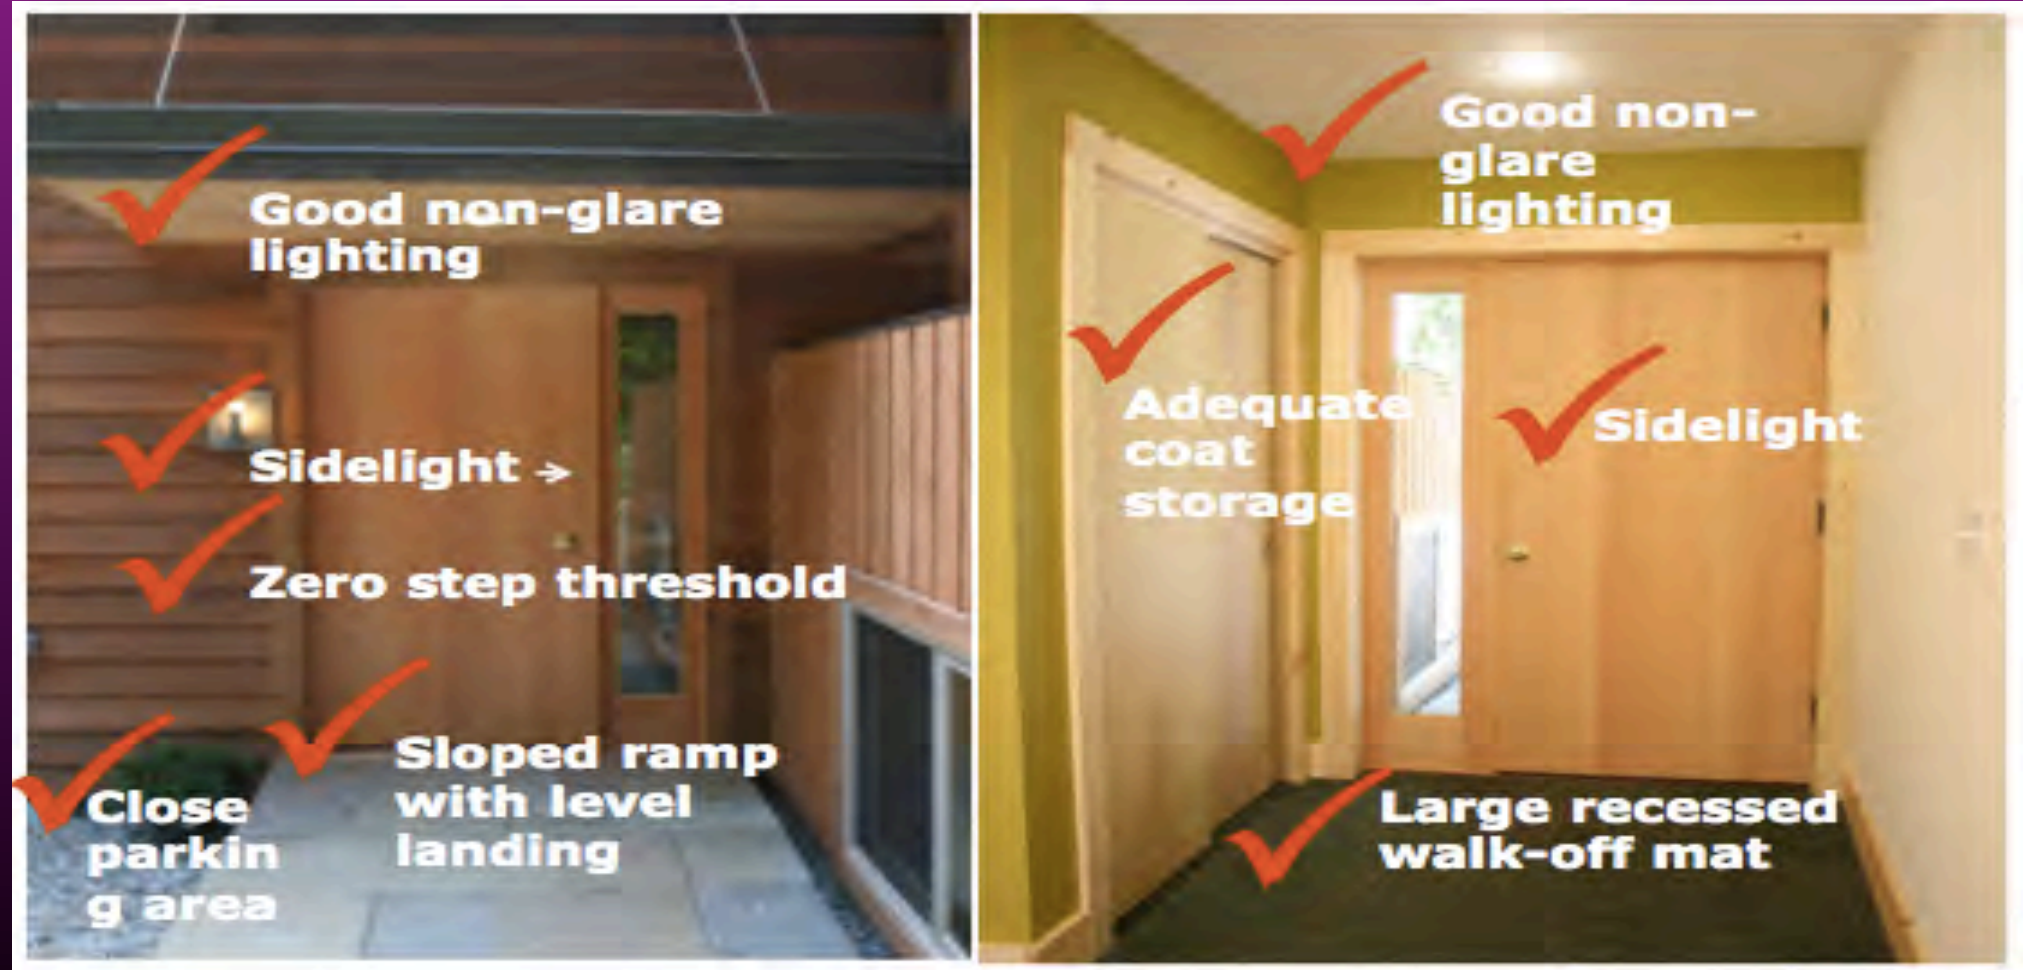 Good non-glare
lighting
Sidelight →
Zero step threshold
Sloped ramp
with level
landing
Close
parkin
g area
Good non-
glare
lighting
Adequate
coat
storage
Sidelight
Large recessed
walk-off mat